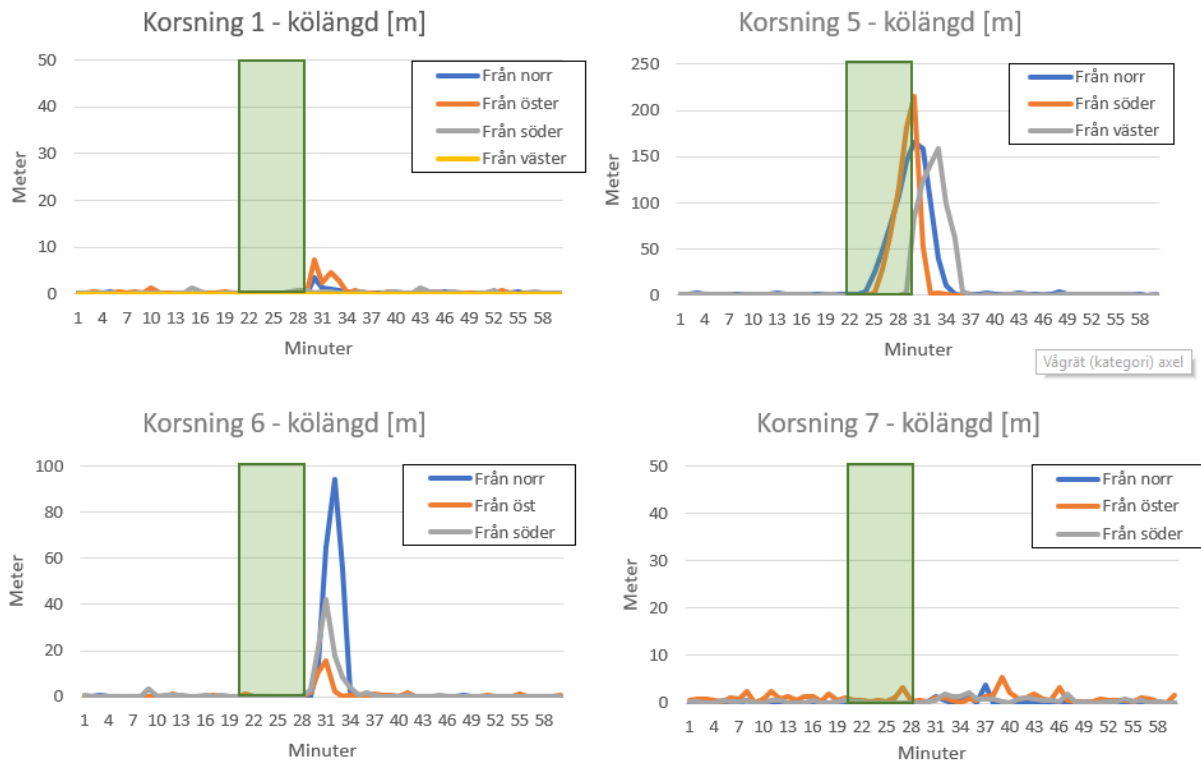 Korsning 1 - kölängd [m]
50
40
30
20
10
0
Meter
Från norr
Från öster
Från söder
Från väster
1 4 7 10 13 16 19 22 25 28 31 34 37 40 43 46 49 52 55 58
Minuter
Korsning 5 - kölängd [m]
250
200
150
100
50
0
Meter
Från norr
Från söder
Från väster
1 4 7 10 13 16 19 22 25 28 31 34 37 40 43 46 49 52 55 58
Minuter
Vågrät (kategori) axel
Korsning 6 - kölängd [m]
100
80
60
40
20
0
Meter
Från norr
Från öst
Från söder
1 4 7 10 13 16 19 22 25 28 31 34 37 40 43 46 49 52 55 58
Minuter
Korsning 7 - kölängd [m]
50
40
30
20
10
0
Meter
Från norr
Från öster
Från söder
1 4 7 10 13 16 19 22 25 28 31 34 37 40 43 46 49 52 55 58
Minuter